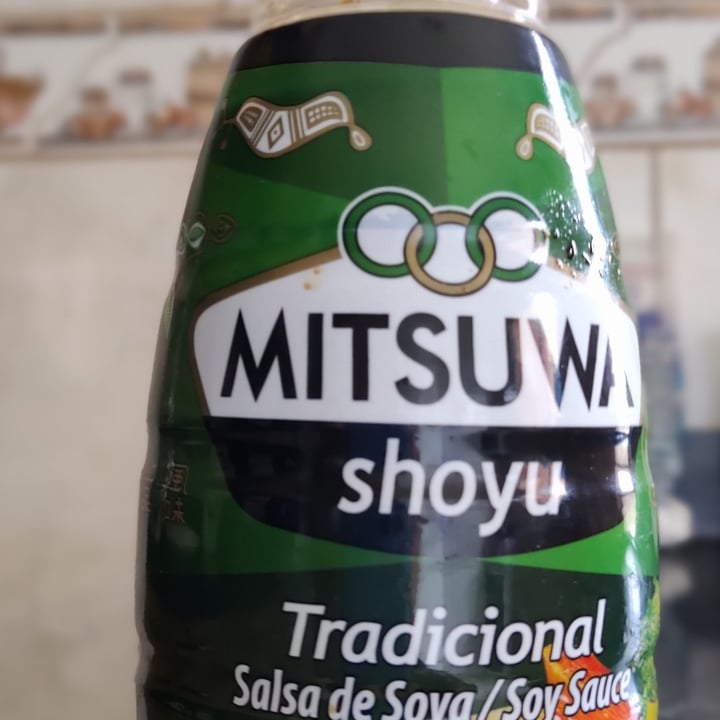 MITSUWA
shoyu
Tradicional
Salsa de Soya / Soy Sauce